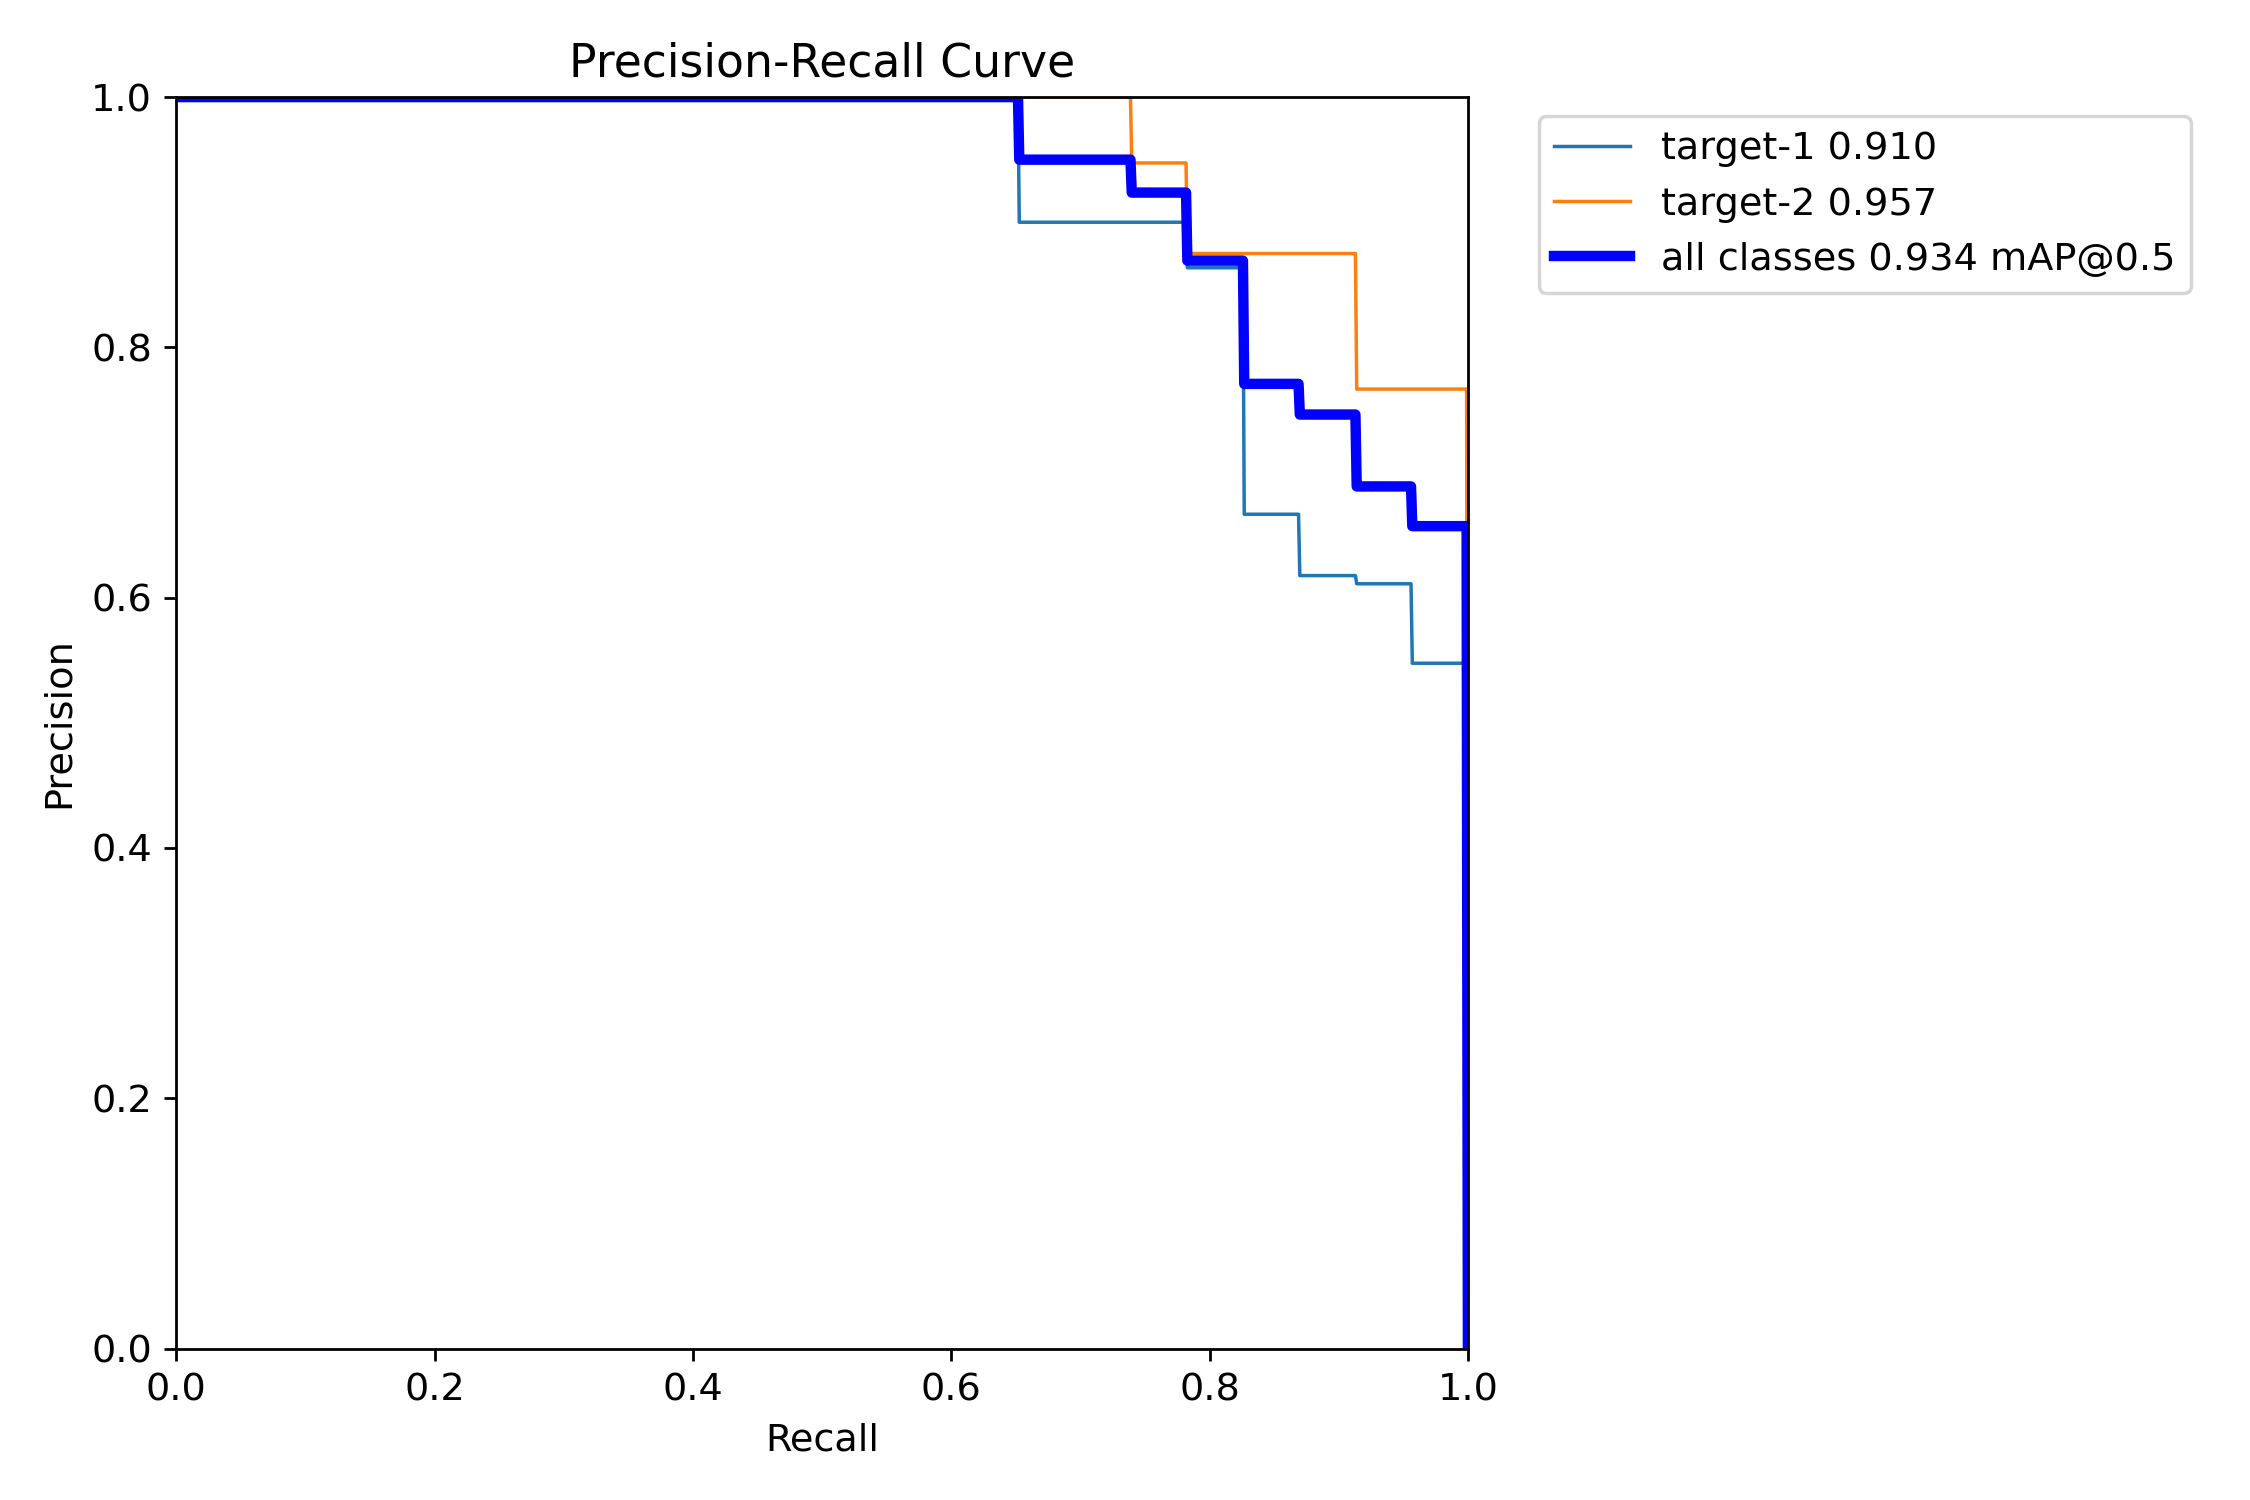 Precision-Recall Curve
1.0
0.8
0.6
0.4
0.2
0.0
Precision
0.0 0.2 0.4 0.6 0.8 1.0
Recall
target-1 0.910
target-2 0.957
all classes 0.934 mAP@0.5